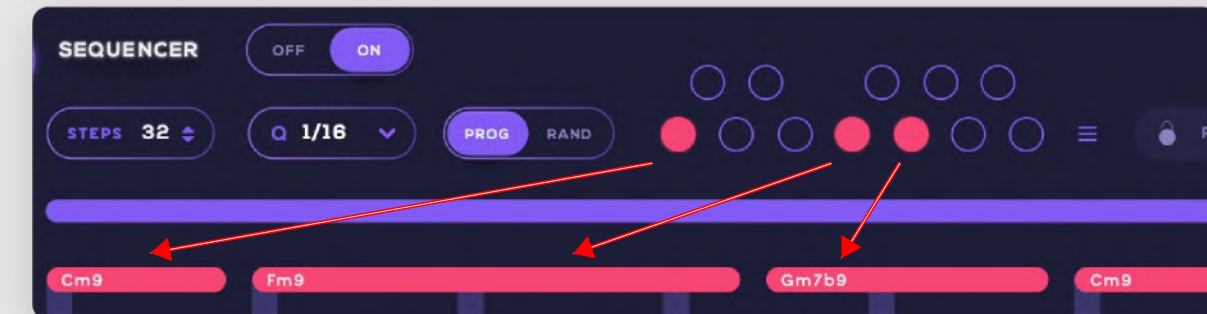 SEQUENCER OFF ON
STEPS 32 Q 1/16 PROG RAND
Cm9 Fm9 Gm7b9 Cm9